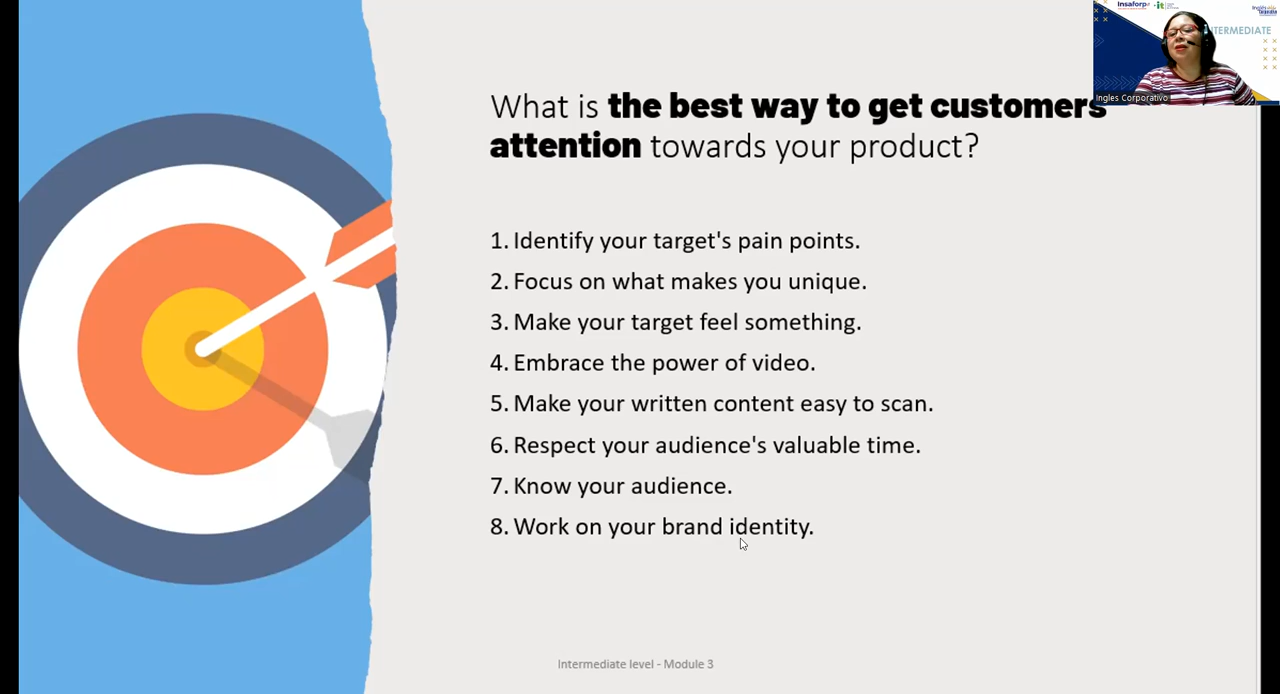 Insaforp
it
INTERMEDIATE
Ingles Corporativo
What is the best way to get customers
attention towards your product?
1. Identify your target's pain points.
2. Focus on what makes you unique.
3. Make your target feel something.
4. Embrace the power of video.
5. Make your written content easy to scan.
6. Respect your audience's valuable time.
7. Know your audience.
8. Work on your brand identity.
Intermediate level - Module 3